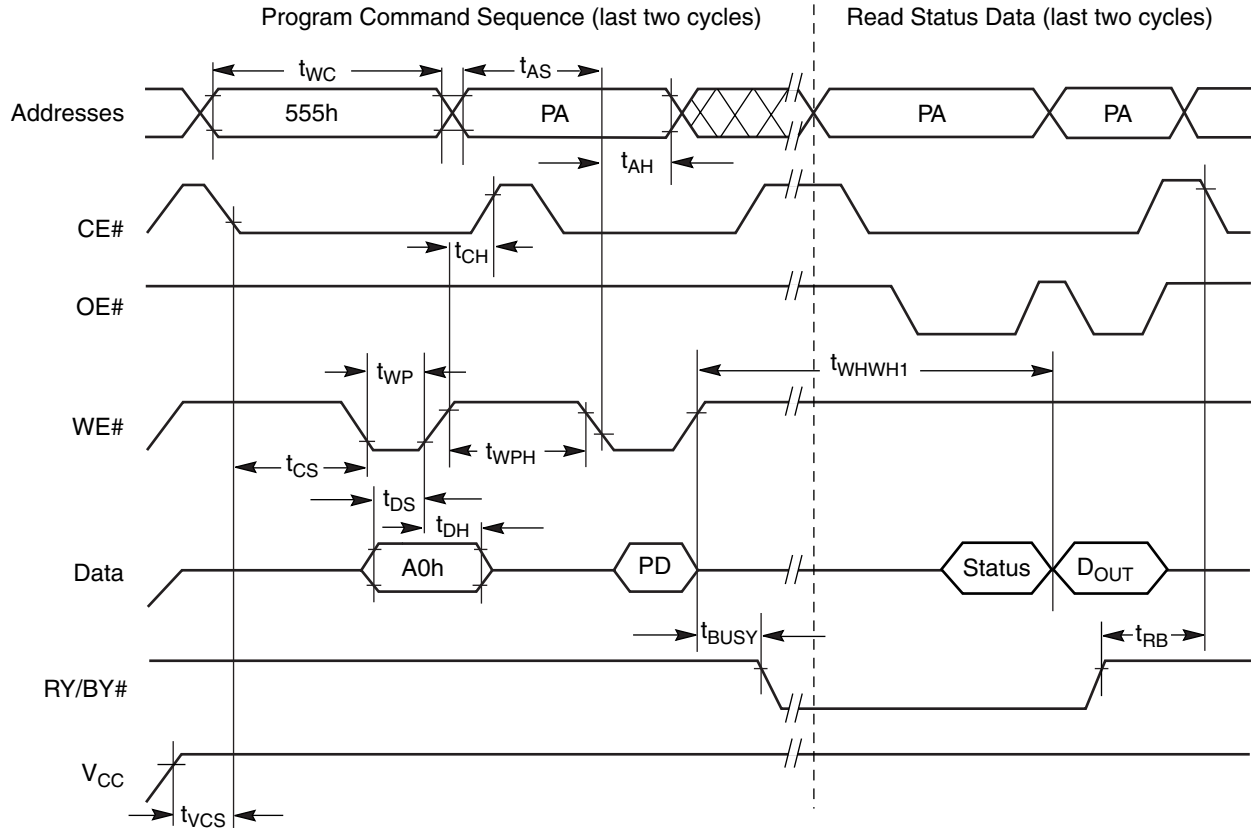 Program Command Sequence (last two cycles)
Read Status Data (last two cycles)
tWC
tAS
Addresses
555h
PA
PA
PA
tAH
CE#
tCH
OE#
tWP
tWHWH1
WE#
tCS
tWPH
tDS
tDH
Data
A0h
PD
Status
DOUT
tBUSY
tRB
RY/BY#
VCC
tVCS